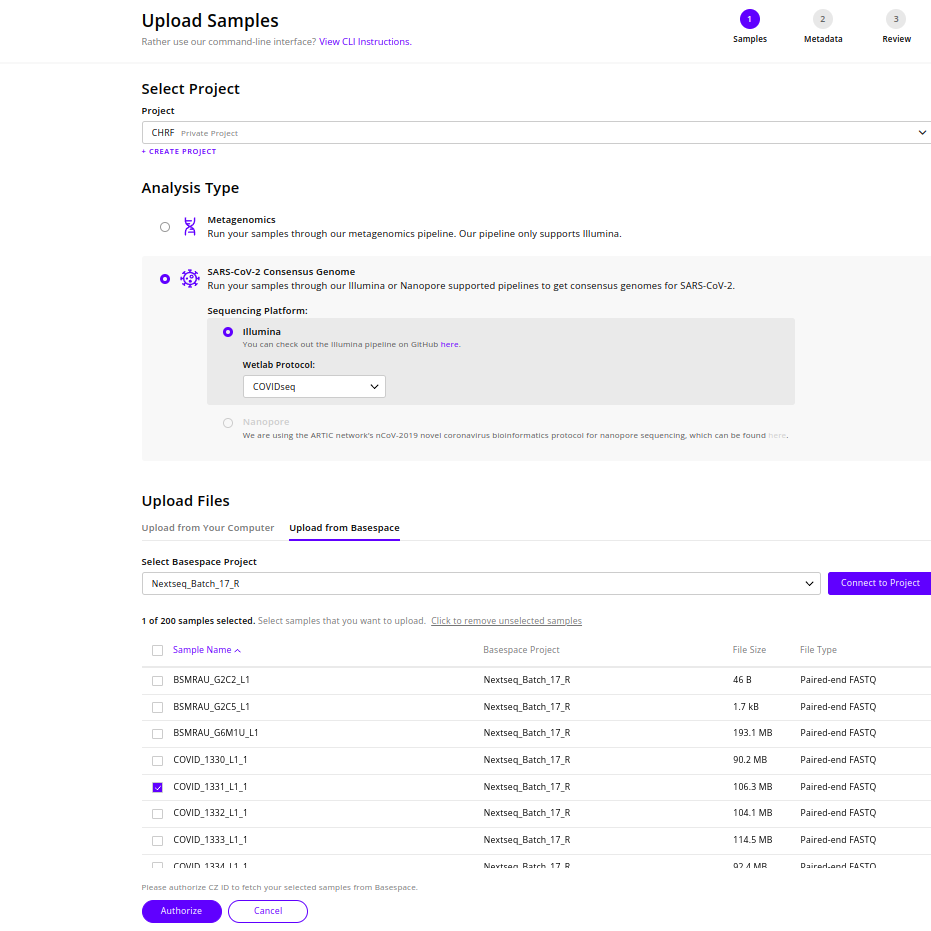 Upload Samples
Rather use our command-line interface? View CLI Instructions.
1 2 3
Samples Metadata Review
Select Project
Project
CHRF Private Project
+ CREATE PROJECT
Analysis Type
Metagenomics
Run your samples through our metagenomics pipeline. Our pipeline only supports Illumina.
SARS-CoV-2 Consensus Genome
Run your samples through our Illumina or Nanopore supported pipelines to get consensus genomes for SARS-CoV-2.
Sequencing Platform:
Illumina
You can check out the Illumina pipeline on GitHub here.
Wetlab Protocol:
COVIDseq
Nanopore
We are using the ARTIC network's nCoV-2019 novel coronavirus bioinformatics protocol for nanopore sequencing, which can be found here.
Upload Files
Upload from Your Computer Upload from Basespace
Select Basespace Project
Nextseq_Batch_17_R Connect to Project
1 of 200 samples selected. Select samples that you want to upload. Click to remove unselected samples
Sample Name Basespace Project File Size File Type
BSMRAU_G2C2_L1 Nextseq_Batch_17_R 46 B Paired-end FASTQ
BSMRAU_G2C5_L1 Nextseq_Batch_17_R 1.7 kB Paired-end FASTQ
BSMRAU_G6M1U_L1 Nextseq_Batch_17_R 193.1 MB Paired-end FASTQ
COVID_1330_L1_1 Nextseq_Batch_17_R 90.2 MB Paired-end FASTQ
COVID_1331_L1_1 Nextseq_Batch_17_R 106.3 MB Paired-end FASTQ
COVID_1332_L1_1 Nextseq_Batch_17_R 104.1 MB Paired-end FASTQ
COVID_1333_L1_1 Nextseq_Batch_17_R 114.5 MB Paired-end FASTQ
COVID_1334_L1_1 Nextseq_Batch_17_R 92.4 MB Paired-end FASTQ
Please authorize CZ ID to fetch your selected samples from Basespace.
Authorize Cancel